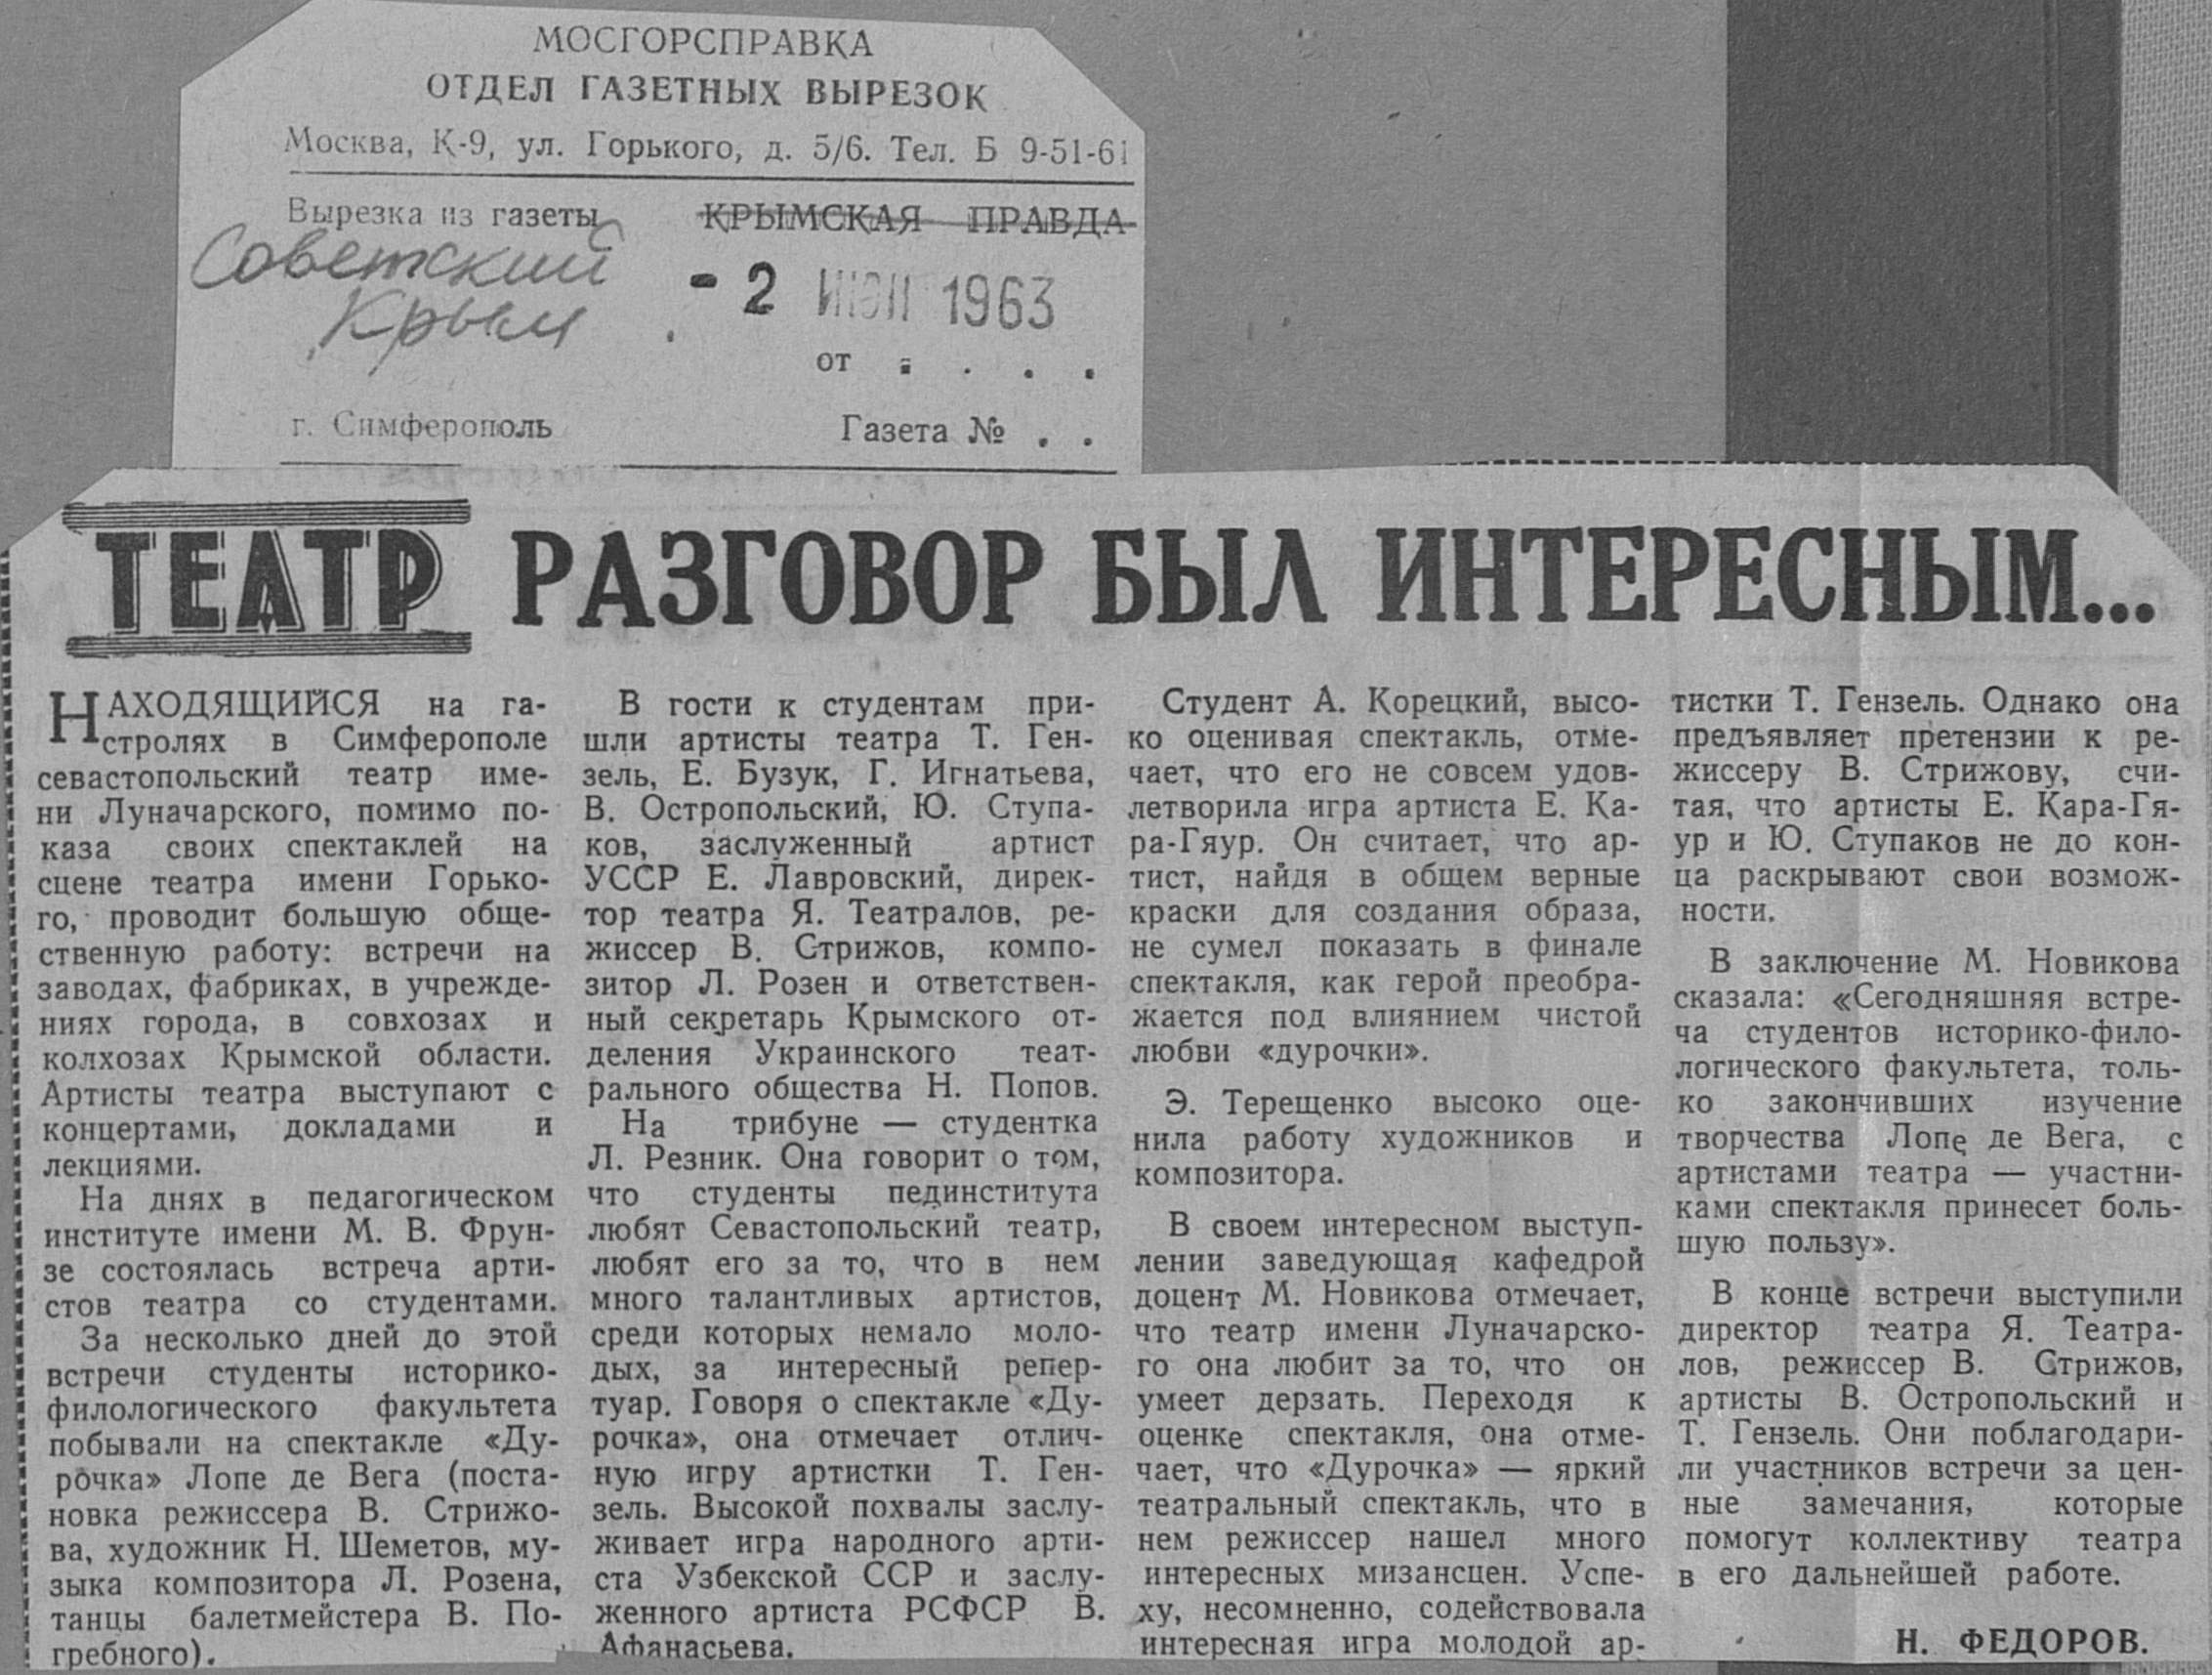 МОСГОРСПРАВКА
ОТДЕЛ ГАЗЕТНЫХ ВЫРЕЗОК
Москва, К-9, ул. Горького, д. 5/6. Тел. Б 9-51-61
Вырезка из газеты КРЫМСКАЯ ПРАВДА
Советский
Крым
- 2 1963
от . . . .
г. Симферополь Газета № . .
ТЕАТР РАЗГОВОР БЫЛ ИНТЕРЕСНЫМ...
НАХОДЯЩИЙСЯ на га-
стролях в Симферополе
севастопольский театр име-
ни Луначарского, помимо по-
каза своих спектаклей на
сцене театра имени Горько-
го, проводит большую обще-
ственную работу: встречи на
заводах, фабриках, в учрежде-
ниях города, в совхозах и
колхозах Крымской области.
Артисты театра выступают с
концертами, докладами и
лекциями.
На днях в педагогическом
институте имени М. В. Фрун-
зе состоялась встреча арти-
стов театра со студентами.
За несколько дней до этой
встречи студенты историко-
филологического факультета
побывали на спектакле «Ду-
рочка» Лопе де Вега (поста-
новка режиссера В. Стрижо-
ва, художник Н. Шеметов, му-
зыка композитора Л. Розена,
танцы балетмейстера В. По-
гребного).
В гости к студентам при-
шли артисты театра Т. Ген-
зель, Е. Бузук, Г. Игнатьева,
В. Остропольский, Ю. Ступа-
ков, заслуженный артист
УССР Е. Лавровский, дирек-
тор театра Я. Театралов, ре-
жиссер В. Стрижов, компо-
зитор Л. Розен и ответствен-
ный секретарь Крымского от-
деления Украинского теат-
рального общества Н. Попов.
На трибуне — студентка
Л. Резник. Она говорит о том,
что студенты пединститута
любят Севастопольский театр,
любят его за то, что в нем
много талантливых артистов,
среди которых немало моло-
дых, за интересный репер-
туар. Говоря о спектакле «Ду-
рочка», она отмечает отлич-
ную игру артистки Т. Ген-
зель. Высокой похвалы заслу-
живает игра народного арти-
ста Узбекской ССР и заслу-
женного артиста РСФСР В.
Афанасьева.
Студент А. Корецкий, высо-
ко оценивая спектакль, отме-
чает, что его не совсем удов-
летворила игра артиста Е. Ка-
ра-Гяур. Он считает, что ар-
тист, найдя в общем верные
краски для создания образа,
не сумел показать в финале
спектакля, как герой преобра-
жается под влиянием чистой
любви «дурочки».
Э. Терещенко высоко оце-
нила работу художников и
композитора.
В своем интересном выступ-
лении заведующая кафедрой
доцент М. Новикова отмечает,
что театр имени Луначарско-
го она любит за то, что он
умеет дерзать. Переходя к
оценке спектакля, она отме-
чает, что «Дурочка» — яркий
театральный спектакль, что в
нем режиссер нашел много
интересных мизансцен. Успе-
ху, несомненно, содействовала
интересная игра молодой ар-
тистки Т. Гензель. Однако она
предъявляет претензии к ре-
жиссеру В. Стрижову, счи-
тая, что артисты Е. Кара-Гя-
ур и Ю. Ступаков не до кон-
ца раскрывают свои возмож-
ности.
В заключение М. Новикова
сказала: «Сегодняшняя встре-
ча студентов историко-фило-
логического факультета, толь-
ко закончивших изучение
творчества Лопе де Вега, с
артистами театра — участни-
ками спектакля принесет боль-
шую пользу».
В конце встречи выступили
директор театра Я. Театра-
лов, режиссер В. Стрижов,
артисты В. Остропольский и
Т. Гензель. Они поблагодари-
ли участников встречи за цен-
ные замечания, которые
помогут коллективу театра
в его дальнейшей работе.
Н. ФЕДОРОВ.